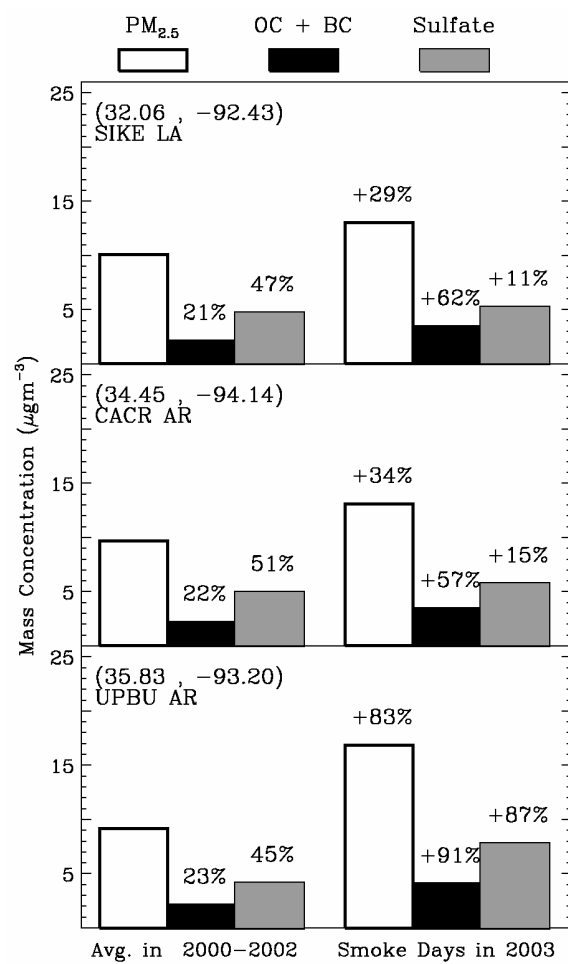 PM2.5 OC + BC Sulfate
25
(32.06 , -92.43)
SIKE LA
15
+29%
47%
+62%
+11%
21%
5
25
(34.45 , -94.14)
CACR AR
15
+34%
51%
+57%
+15%
22%
5
25
(35.83 , -93.20)
UPBU AR
+83%
15
+87%
45%
+91%
23%
5
Mass Concentration (μgm⁻³)
Avg. in 2000-2002 Smoke Days in 2003